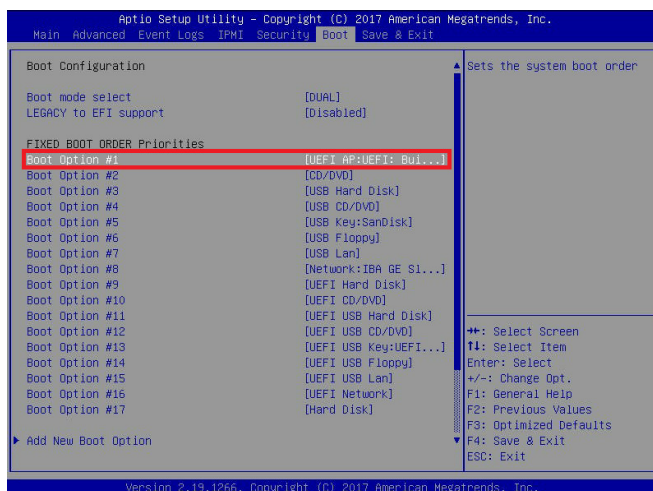 Aptio Setup Utility – Copyright (C) 2017 American Megatrends, Inc.
Main Advanced Event Logs IPMI Security Boot Save & Exit
Boot Configuration
Sets the system boot order
Boot mode select [DUAL]
LEGACY to EFI support [Disabled]
FIXED BOOT ORDER Priorities
Boot Option #1 [UEFI AP:UEFI: Bui...]
Boot Option #2 [CD/DVD]
Boot Option #3 [USB Hard Disk]
Boot Option #4 [USB CD/DVD]
Boot Option #5 [USB Key:SanDisk]
Boot Option #6 [USB Floppy]
Boot Option #7 [USB Lan]
Boot Option #8 [Network:IBA GE Sl...]
Boot Option #9 [UEFI Hard Disk]
Boot Option #10 [UEFI CD/DVD]
Boot Option #11 [UEFI USB Hard Disk]
Boot Option #12 [UEFI USB CD/DVD]
Boot Option #13 [UEFI USB Key:UEFI...]
Boot Option #14 [UEFI USB Floppy]
Boot Option #15 [UEFI USB Lan]
Boot Option #16 [UEFI Network]
Boot Option #17 [Hard Disk]
Add New Boot Option
→←: Select Screen
↑↓: Select Item
Enter: Select
+/-: Change Opt.
F1: General Help
F2: Previous Values
F3: Optimized Defaults
F4: Save & Exit
ESC: Exit
Version 2.19.1266. Copyright (C) 2017 American Megatrends, Inc.